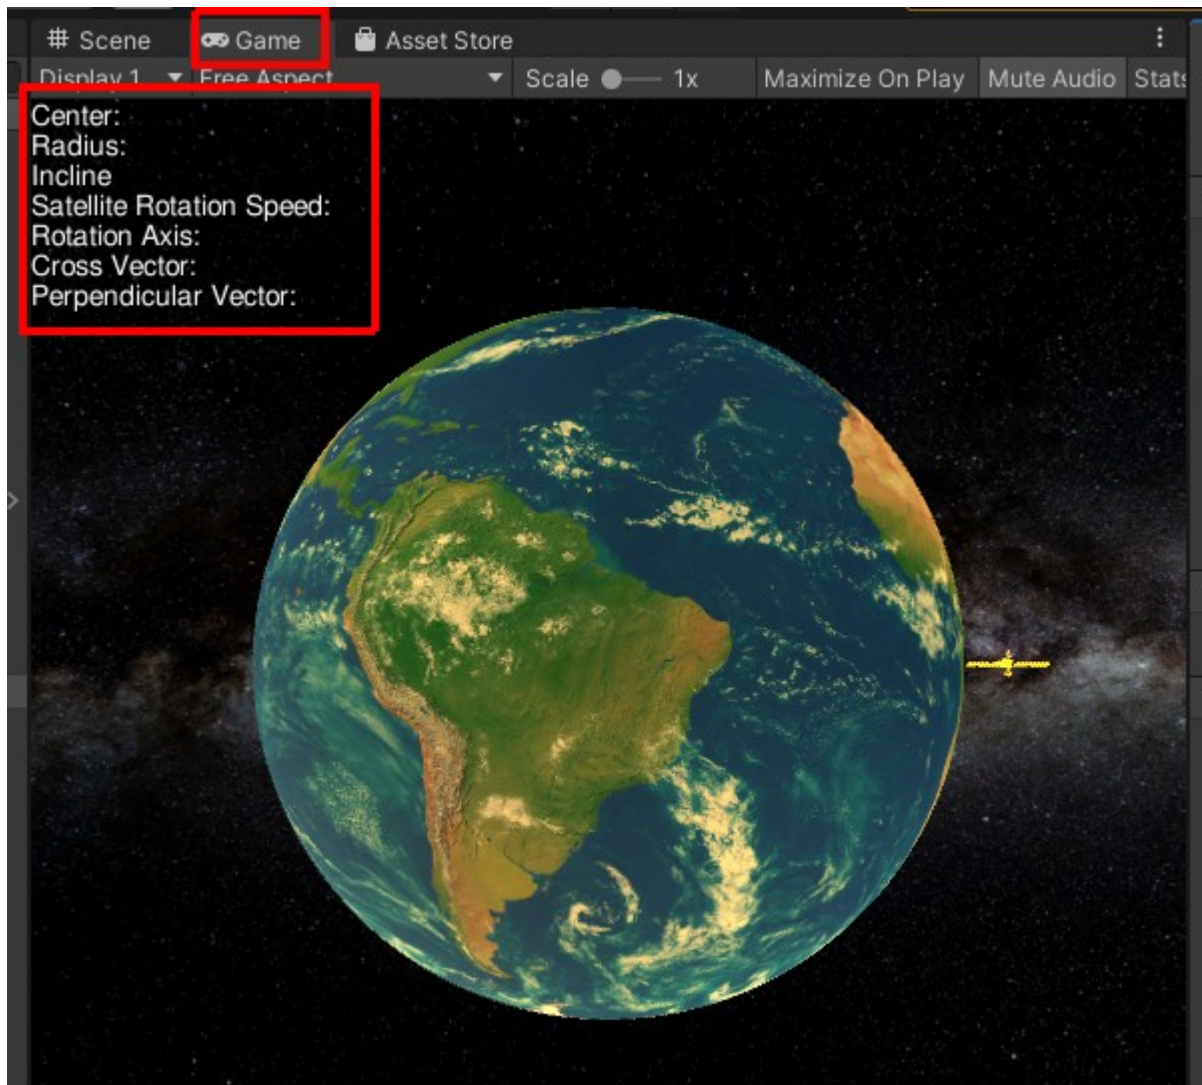 Scene Game Asset Store
Display 1 Free Aspect Scale 1x Maximize On Play Mute Audio Stats
Center:
Radius:
Incline
Satellite Rotation Speed:
Rotation Axis:
Cross Vector:
Perpendicular Vector: